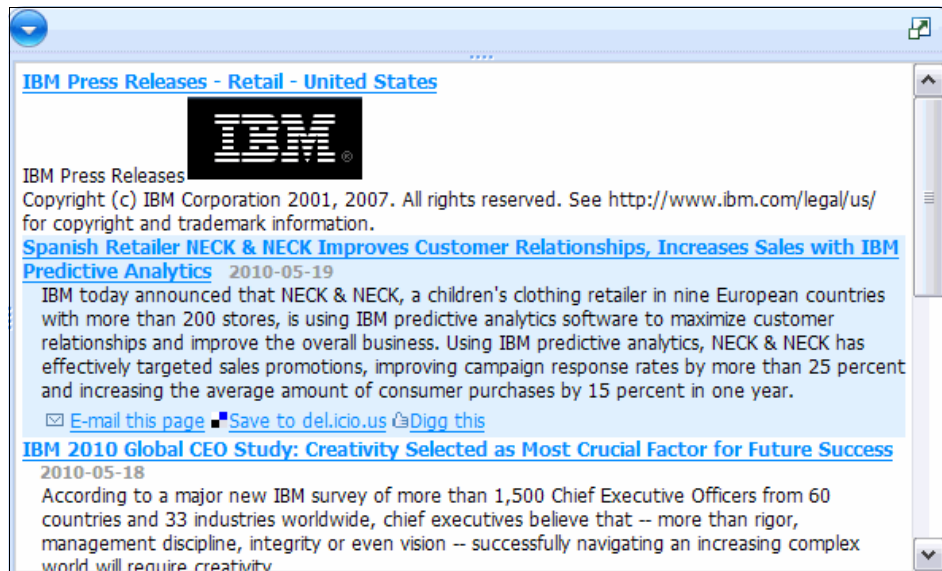 IBM Press Releases - Retail - United States
IBM®
IBM Press Releases
Copyright (c) IBM Corporation 2001, 2007. All rights reserved. See http://www.ibm.com/legal/us/
for copyright and trademark information.
Spanish Retailer NECK & NECK Improves Customer Relationships, Increases Sales with IBM
Predictive Analytics 2010-05-19
IBM today announced that NECK & NECK, a children's clothing retailer in nine European countries
with more than 200 stores, is using IBM predictive analytics software to maximize customer
relationships and improve the overall business. Using IBM predictive analytics, NECK & NECK has
effectively targeted sales promotions, improving campaign response rates by more than 25 percent
and increasing the average amount of consumer purchases by 15 percent in one year.
E-mail this page Save to del.icio.us Digg this
IBM 2010 Global CEO Study: Creativity Selected as Most Crucial Factor for Future Success
2010-05-18
According to a major new IBM survey of more than 1,500 Chief Executive Officers from 60
countries and 33 industries worldwide, chief executives believe that -- more than rigor,
management discipline, integrity or even vision -- successfully navigating an increasing complex
world will require creativity.